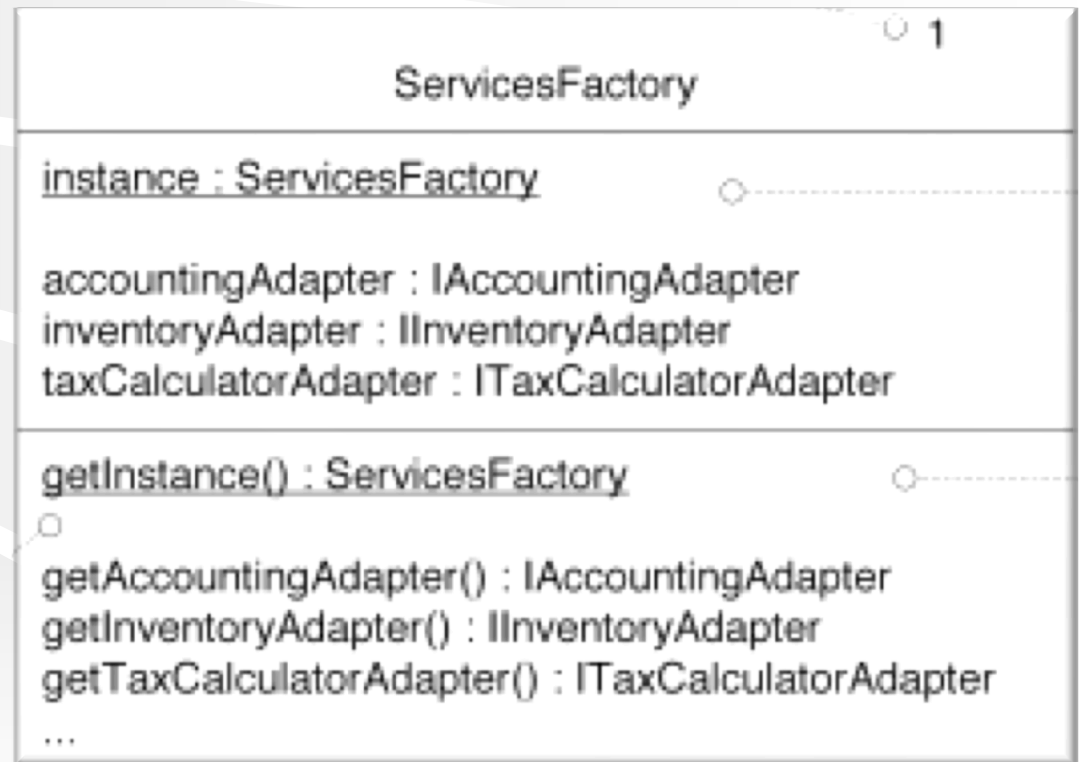 1
ServicesFactory
instance : ServicesFactory
accountingAdapter : IAccountingAdapter
inventoryAdapter : IInventoryAdapter
taxCalculatorAdapter : ITaxCalculatorAdapter
getInstance() : ServicesFactory
getAccountingAdapter() : IAccountingAdapter
getInventoryAdapter() : IInventoryAdapter
getTaxCalculatorAdapter() : ITaxCalculatorAdapter
...